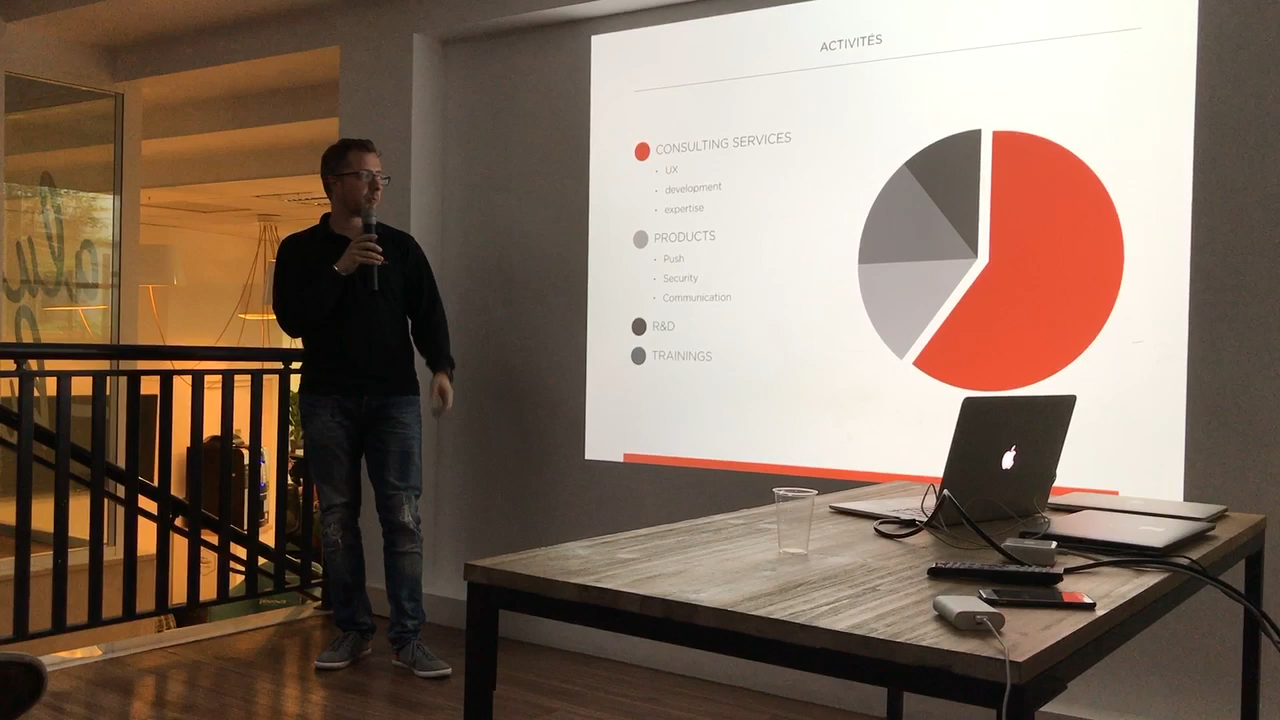 ACTIVITÉS
CONSULTING SERVICES
UX
development
expertise
PRODUCTS
Push
Security
Communication
R&D
TRAININGS